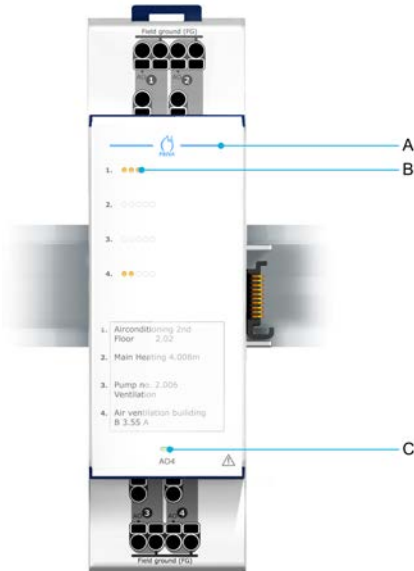 Field ground (FG)
1 2
A
PRIVA
B
1.
2.
3.
4.
1. Airconditioning 2nd
Floor 2.02
2. Main Heating 4.008m
3. Pump no. 2.006
Ventilation
4. Air ventilation building
B 3.55 A
C
AO4
3 4
Field ground (FG)